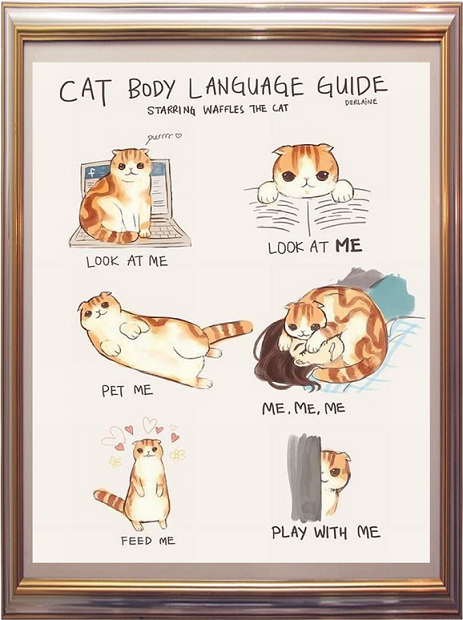 CAT BODY LANGUAGE GUIDE
DERLAINE
STARRING WAFFLES THE CAT
purrrr ♡
f
LOOK AT ME
LOOK AT ME
PET ME
ME, ME, ME
FEED ME
PLAY WITH ME